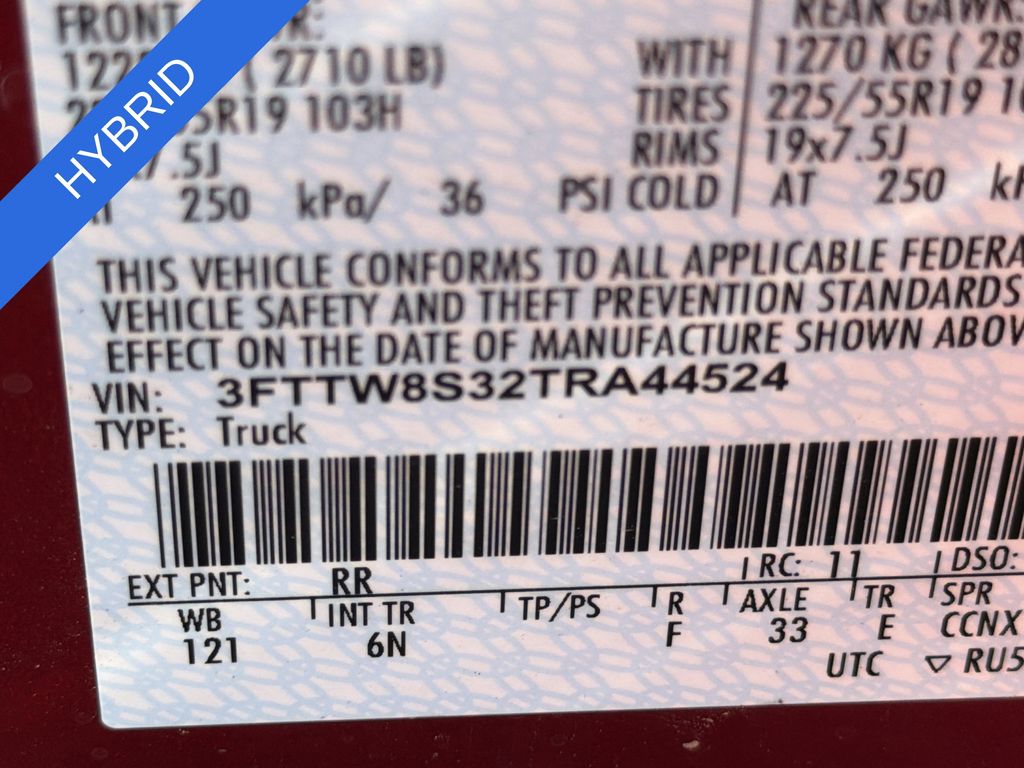 HYBRID
FRONT
REAR GAWR:
( 2710 LB)
WITH
1270 KG ( 28
5R19 103H
TIRES
225/55R19
7.5J
RIMS
19x7.5J
250 kPa/ 36 PSI COLD
AT 250
THIS VEHICLE CONFORMS TO ALL APPLICABLE FEDERA
VEHICLE SAFETY AND THEFT PREVENTION STANDARDS
EFFECT ON THE DATE OF MANUFACTURE SHOWN ABOV
VIN: 3FTTW8S32TRA44524
TYPE: Truck
EXT PNT: RR
RC: 11
DSO:
WB
INT TR
TP/PS
R
AXLE
TR
SPR
121
6N
F
33
E
CCNX
UTC
RU5